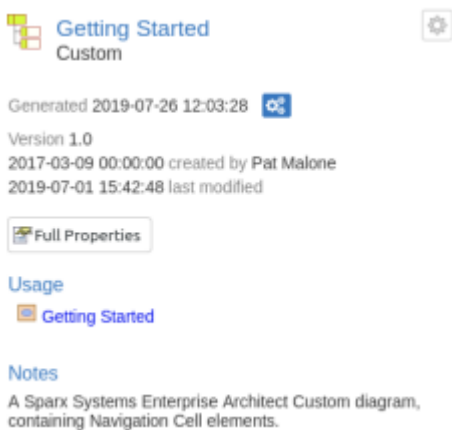 Getting Started
Custom
Generated 2019-07-26 12:03:28
Version 1.0
2017-03-09 00:00:00 created by Pat Malone
2019-07-01 15:42:48 last modified
Full Properties
Usage
Getting Started
Notes
A Sparx Systems Enterprise Architect Custom diagram,
containing Navigation Cell elements.